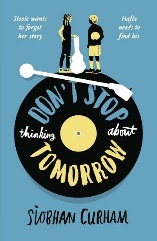 Stevie wants
to forget
her story
Hafiz
needs to
find his
DON'T STOP
thinking about
TOMORROW
SIOBHAN CURHAM